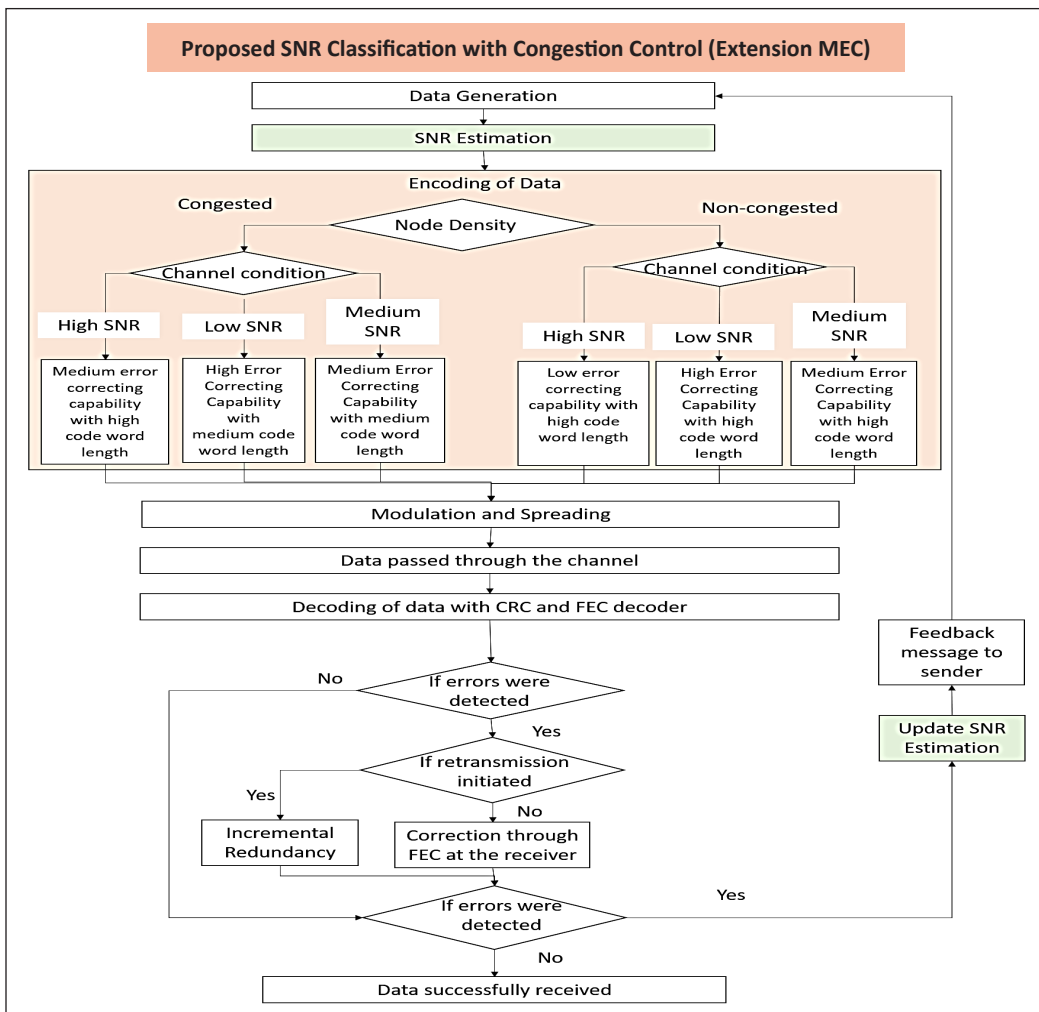 Proposed SNR Classification with Congestion Control (Extension MEC)
Data Generation
SNR Estimation
Encoding of Data
Congested
Non-congested
Node Density
Channel condition
Channel condition
High SNR
Low SNR
Medium
SNR
High SNR
Low SNR
Medium
SNR
Medium error
correcting
capability
with high
code word
length
High Error
Correcting
Capability
with
medium code
word length
Medium Error
Correcting
Capability
with medium
code word
length
Low error
correcting
capability with
high code
word length
High Error
Correcting
Capability
with high
code word
length
Medium Error
Correcting
Capability
with high
code word
length
Modulation and Spreading
Data passed through the channel
Decoding of data with CRC and FEC decoder
Feedback
message to
sender
No
If errors were
detected
Update SNR
Estimation
Yes
If retransmission
initiated
Yes
No
Incremental
Redundancy
Correction through
FEC at the receiver
If errors were
detected
Yes
No
Data successfully received